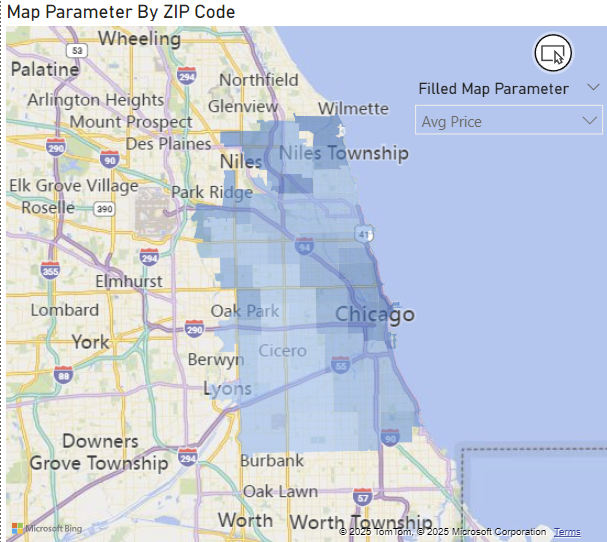 Map Parameter By ZIP Code
Wheeling
53
Palatine
294
Northfield
Filled Map Parameter
Arlington Heights
Glenview
Wilmette
Mount Prospect
Avg Price
Des Plaines
290
90
Niles
Niles Township
Elk Grove Village
Park Ridge
Roselle
390
41
94
294
355
Elmhurst
Lombard
Oak Park
Chicago
290
York
Cicero
Berwyn
55
88
Lyons
Downers
Grove Township
90
294
Burbank
Oak Lawn
57
Worth
Worth Township
Microsoft Bing
© 2025 TomTom, © 2025 Microsoft Corporation Terms